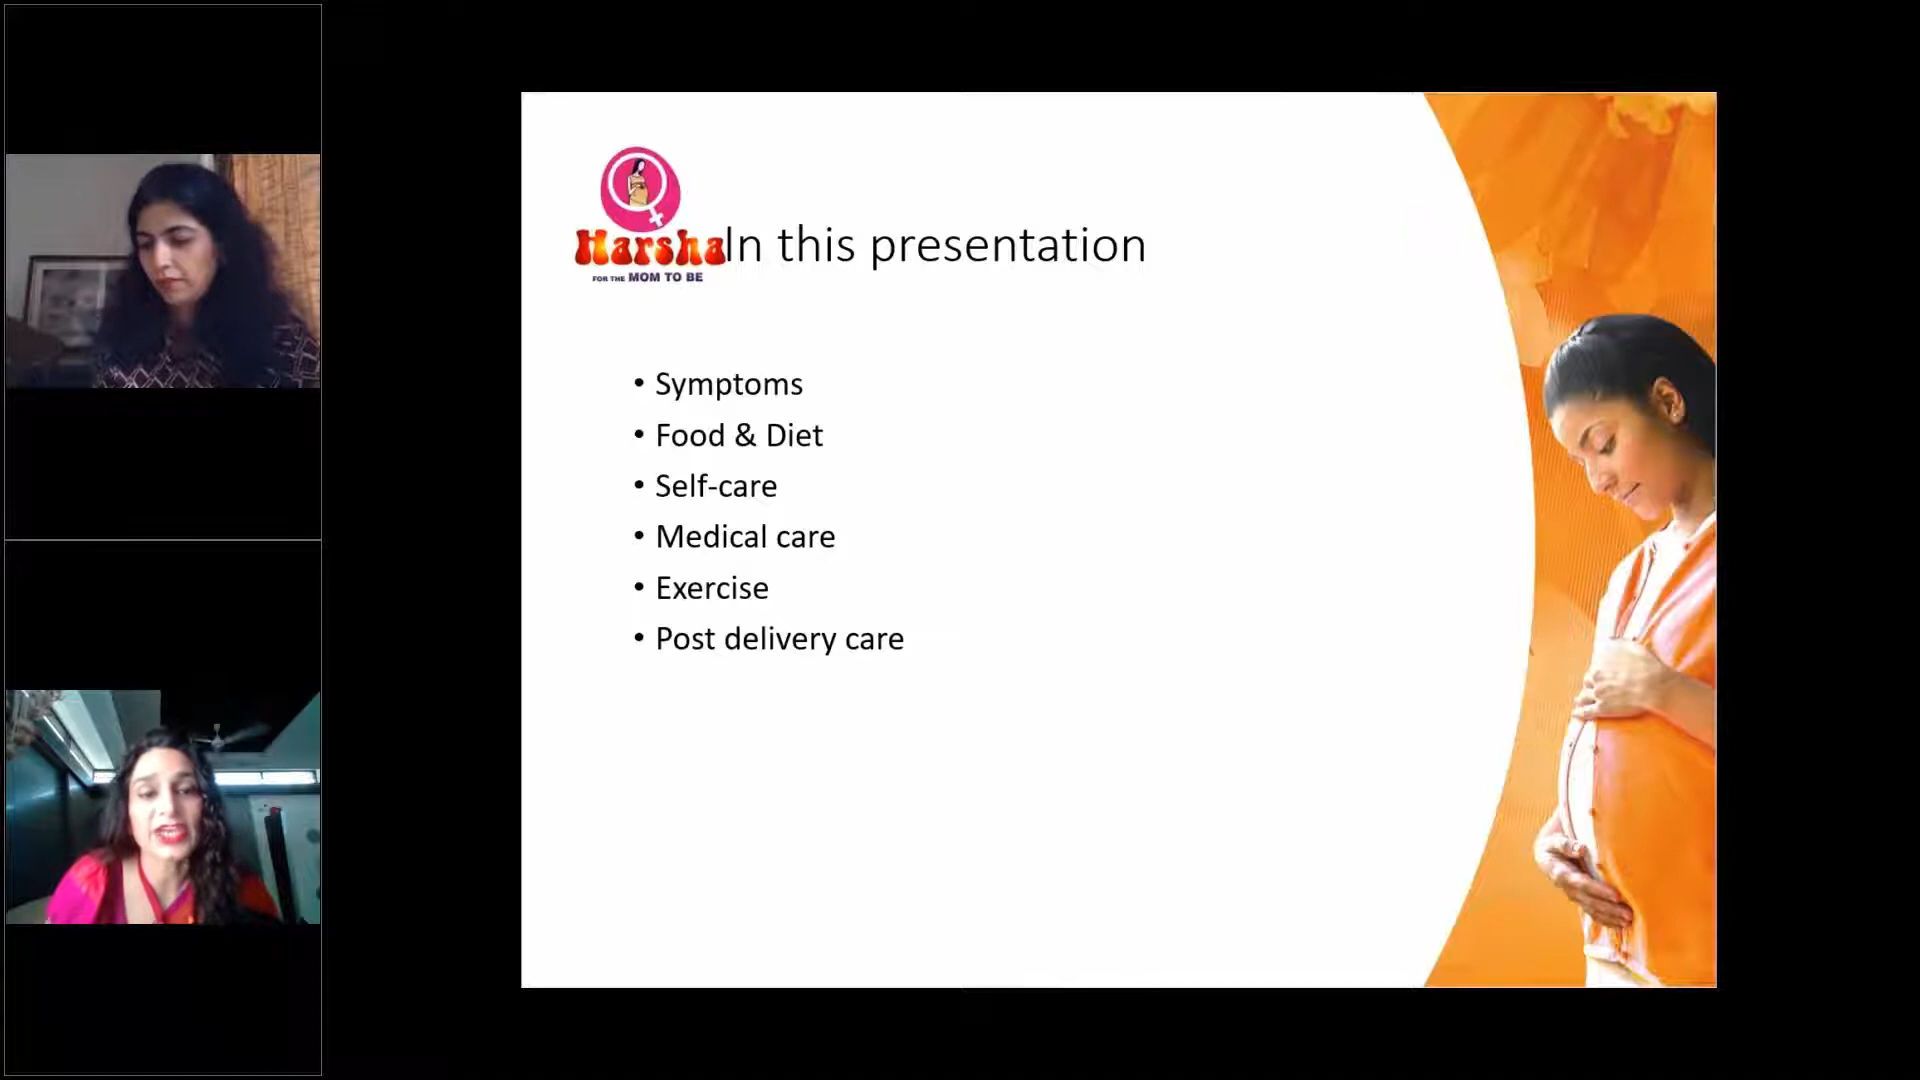 Harsha
FOR THE MOM TO BE
In this presentation
• Symptoms
• Food & Diet
• Self-care
• Medical care
• Exercise
• Post delivery care